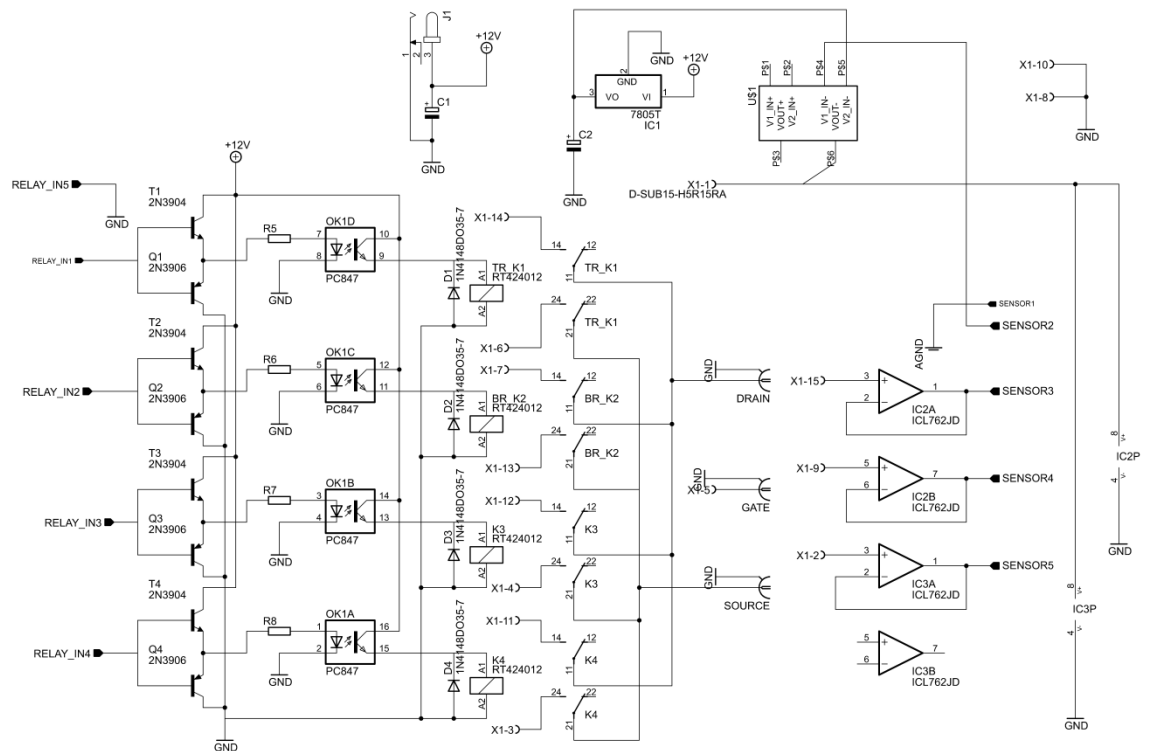 J1
1
2
3
+12V
C1
+
GND
GND
2
GND
+12V
3
VO
VI
1
7805T
IC1
+
C2
GND
P$1
P$2
P$4
P$5
U$1
V1_IN+
VOUT+
V2_IN+
V1_IN-
VOUT-
V2_IN-
P$3
P$6
X1-10
X1-8
GND
X1-1
D-SUB15-H5R15RA
+12V
RELAY_IN5
GND
T1
2N3904
RELAY_IN1
Q1
2N3906
R5
OK1D
7
8
10
9
PC847
GND
D1
1N4148DO35-7
TR_K1
RT424012
A1
A2
X1-14
14
12
11
TR_K1
24
22
21
TR_K1
X1-6
T2
2N3904
RELAY_IN2
Q2
2N3906
R6
OK1C
5
6
12
11
PC847
GND
D2
1N4148DO35-7
BR_K2
RT424012
A1
A2
X1-7
14
12
11
BR_K2
24
22
21
BR_K2
X1-13
T3
2N3904
RELAY_IN3
Q3
2N3906
R7
OK1B
3
4
14
13
PC847
GND
D3
1N4148DO35-7
K3
RT424012
A1
A2
X1-12
14
12
11
K3
24
22
21
K3
X1-4
T4
2N3904
RELAY_IN4
Q4
2N3906
R8
OK1A
1
2
16
15
PC847
GND
D4
1N4148DO35-7
K4
RT424012
A1
A2
X1-11
14
12
11
K4
24
22
21
K4
X1-3
GND
GND
DRAIN
GND
X1-5
GATE
GND
SOURCE
SENSOR1
SENSOR2
AGND
X1-15
3
+
2
-
1
IC2A
ICL762JD
SENSOR3
X1-9
5
+
6
-
7
IC2B
ICL762JD
SENSOR4
X1-2
3
+
2
-
1
IC3A
ICL762JD
SENSOR5
5
+
6
-
7
IC3B
ICL762JD
8
V+
IC2P
4
V-
GND
8
V+
IC3P
4
V-
GND